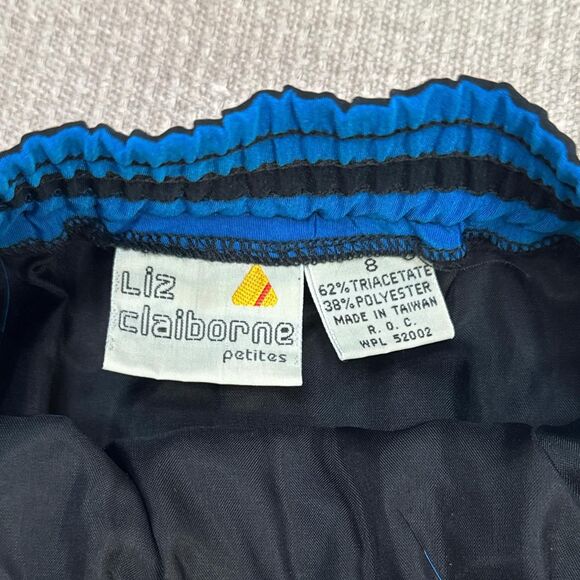 Liz
claiborne
petites
8
62% TRIACETATE
38% POLYESTER
MADE IN TAIWAN
R. O. C.
WPL 52002